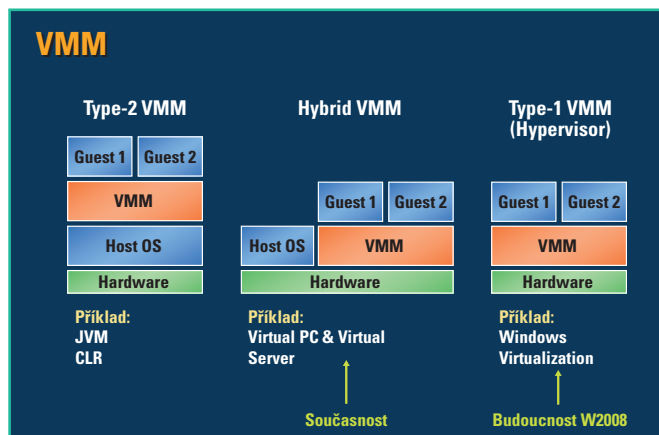 VMM
Type-2 VMM
Guest 1
Guest 2
VMM
Host OS
Hardware
Příklad:
JVM
CLR
Hybrid VMM
Guest 1
Guest 2
Host OS
VMM
Hardware
Příklad:
Virtual PC & Virtual
Server
Současnost
Type-1 VMM
(Hypervisor)
Guest 1
Guest 2
VMM
Hardware
Příklad:
Windows
Virtualization
Budoucnost W2008